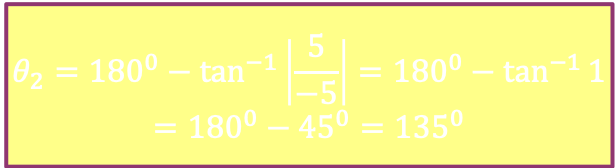 θ₂ = 180⁰ − tan⁻¹ |5/−5| = 180⁰ − tan⁻¹ 1
= 180⁰ − 45⁰ = 135⁰